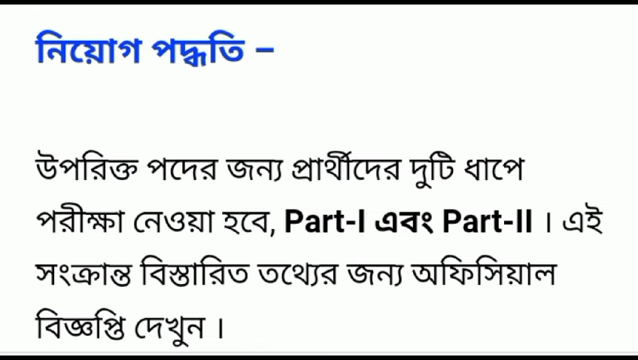 নিয়োগ পদ্ধতি –
উপরিক্ত পদের জন্য প্রার্থীদের দুটি ধাপে
পরীক্ষা নেওয়া হবে, Part-I এবং Part-II । এই
সংক্রান্ত বিস্তারিত তথ্যের জন্য অফিসিয়াল
বিজ্ঞপ্তি দেখুন ।